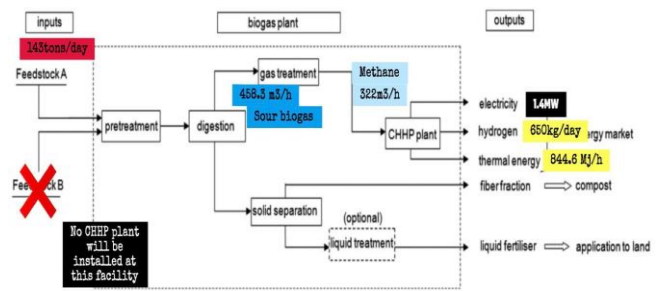 inputs
biogas plant
outputs
143tons/day
Feedstock A
gas treatment
Methane
322m3/h
458.3 m3/h
Sour biogas
electricity
1.4MW
pretreatment
digestion
CHHP plant
hydrogen
650kg/day
ergy market
thermal energy
844.6 Mj/h
Feedstock B
fiber fraction
compost
solid separation
(optional)
No CHHP plant
will be
installed at
this facility
liquid treatment
liquid fertiliser
application to land